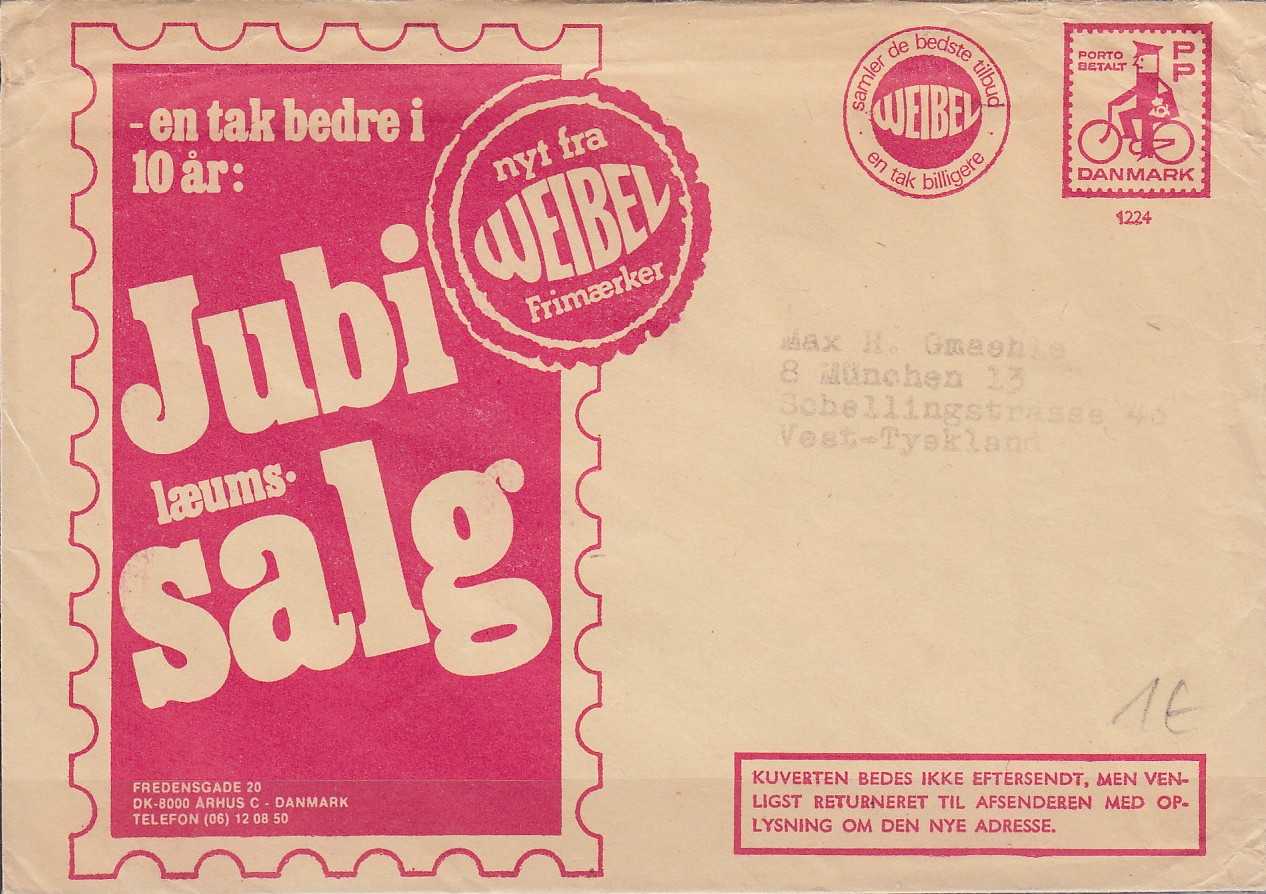 - en tak bedre i
10 år:
Jubi
læums-
salg
nyt fra
WEIBEL
Frimærker
FREDENSGADE 20
DK-8000 ÅRHUS C - DANMARK
TELEFON (06) 12 08 50
samler de bedste tilbud
WEIBEL
en tak billigere
PORTO PP
BETALT
DANMARK
1224
Max H.
8 München 13
Schellingstrasse
Vest-Tyskland
1€
KUVERTEN BEDES IKKE EFTERSENDT, MEN VEN-
LIGST RETURNERET TIL AFSENDEREN MED OP-
LYSNING OM DEN NYE ADRESSE.